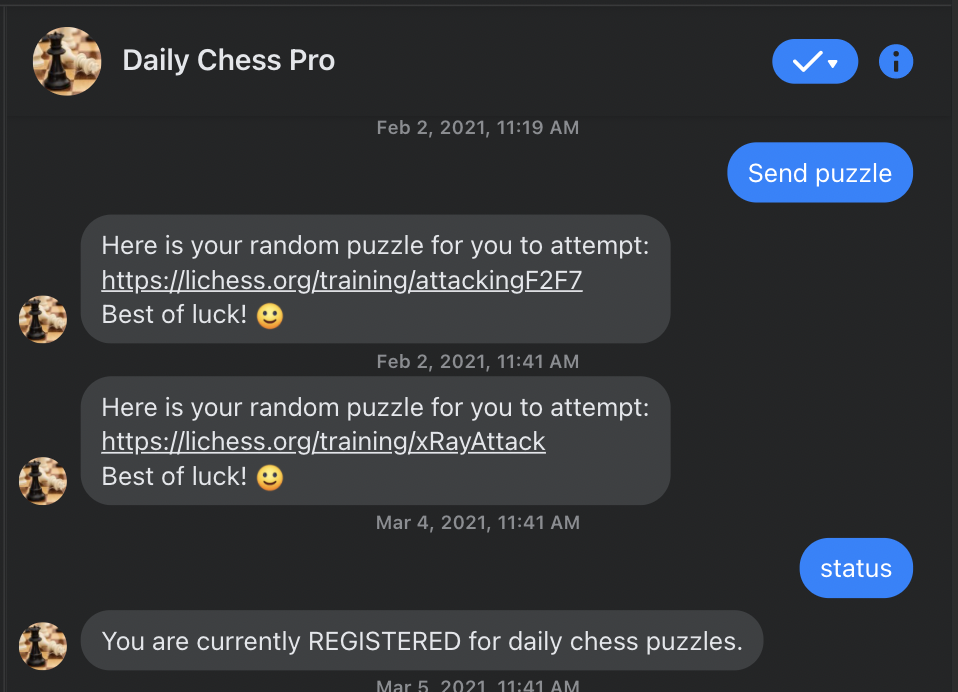 Daily Chess Pro
Feb 2, 2021, 11:19 AM
Send puzzle
Here is your random puzzle for you to attempt:
https://lichess.org/training/attackingF2F7
Best of luck! 🙂
Feb 2, 2021, 11:41 AM
Here is your random puzzle for you to attempt:
https://lichess.org/training/xRayAttack
Best of luck! 🙂
Mar 4, 2021, 11:41 AM
status
You are currently REGISTERED for daily chess puzzles.
Mar 5, 2021, 11:41 AM